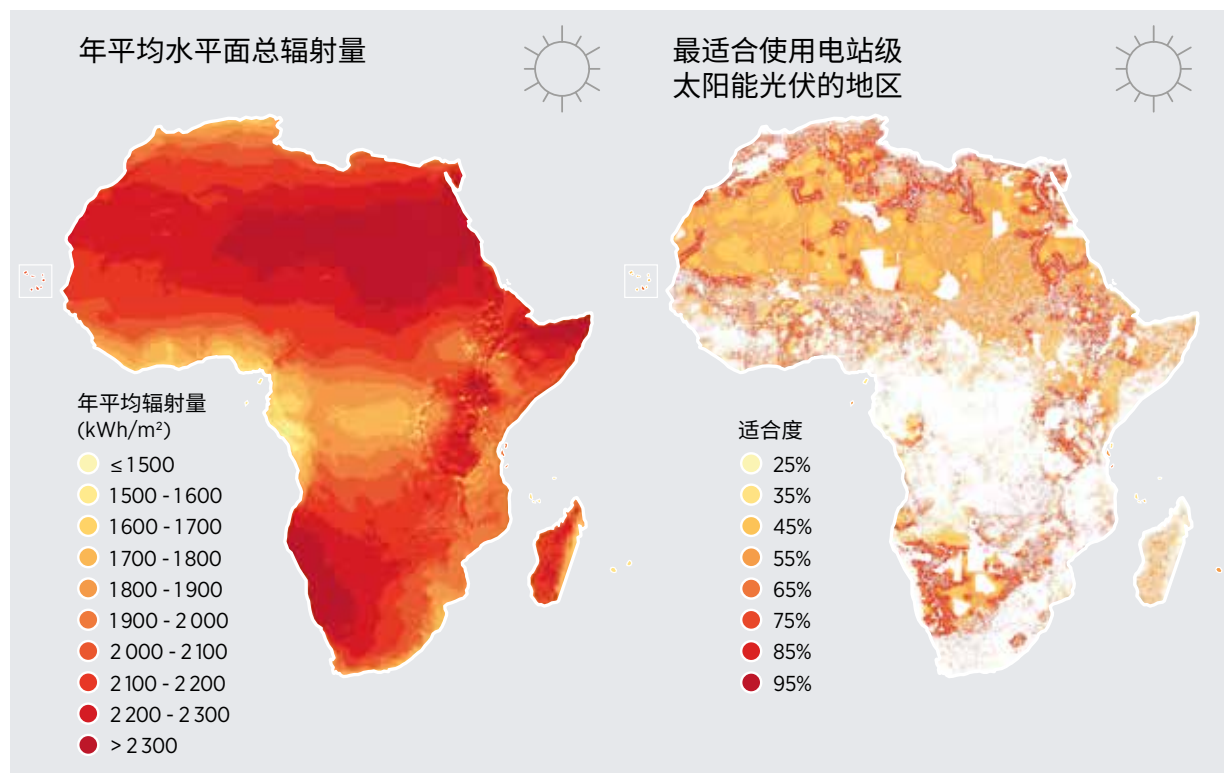 年平均水平面总辐射量
最适合使用电站级
太阳能光伏的地区
年平均辐射量
(kWh/m²)
≤ 1500
1500 - 1600
1600 - 1700
1700 - 1800
1800 - 1900
1900 - 2 000
2 000 - 2 100
2 100 - 2 200
2 200 - 2 300
> 2 300
适合度
25%
35%
45%
55%
65%
75%
85%
95%